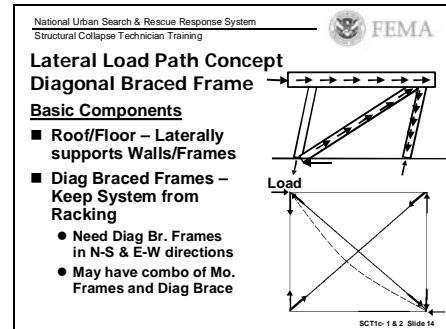 National Urban Search & Rescue Response System
Structural Collapse Technician Training
FEMA
Lateral Load Path Concept
Diagonal Braced Frame
Basic Components
■ Roof/Floor – Laterally
supports Walls/Frames
■ Diag Braced Frames –
Keep System from
Racking
● Need Diag Br. Frames
in N-S & E-W directions
● May have combo of Mo.
Frames and Diag Brace
Load
SCT1c- 1 & 2 Slide 14